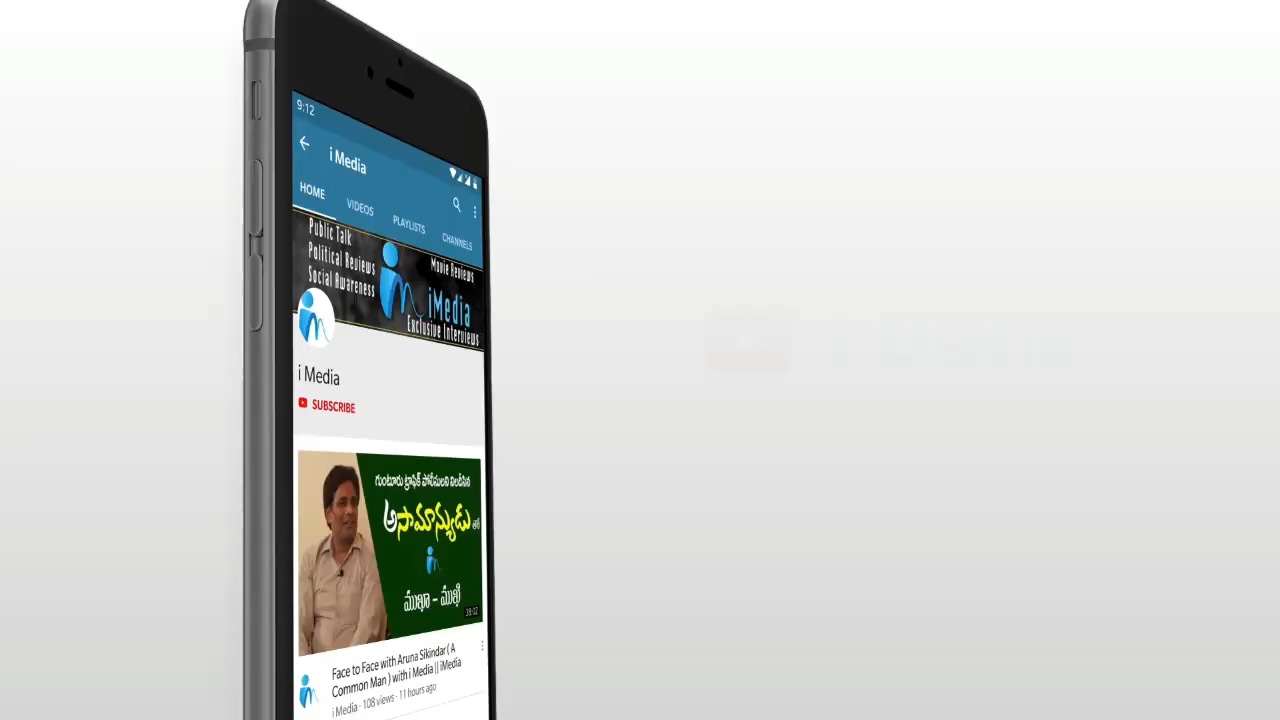 9:12
i Media
HOME
VIDEOS
PLAYLISTS
CHANNELS
Public Talk
Political Reviews
Social Awareness
Movie Reviews
iMedia
Exclusive Interviews
i Media
SUBSCRIBE
గుంటూరు ట్రాఫిక్ పోలీసులని నిలదీసిన
అసామాన్యుడు తో
ముఖా - ముఖి
38:02
Face to Face with Aruna Sikindar ( A
Common Man ) with i Media || iMedia
i Media · 108 views · 11 hours ago